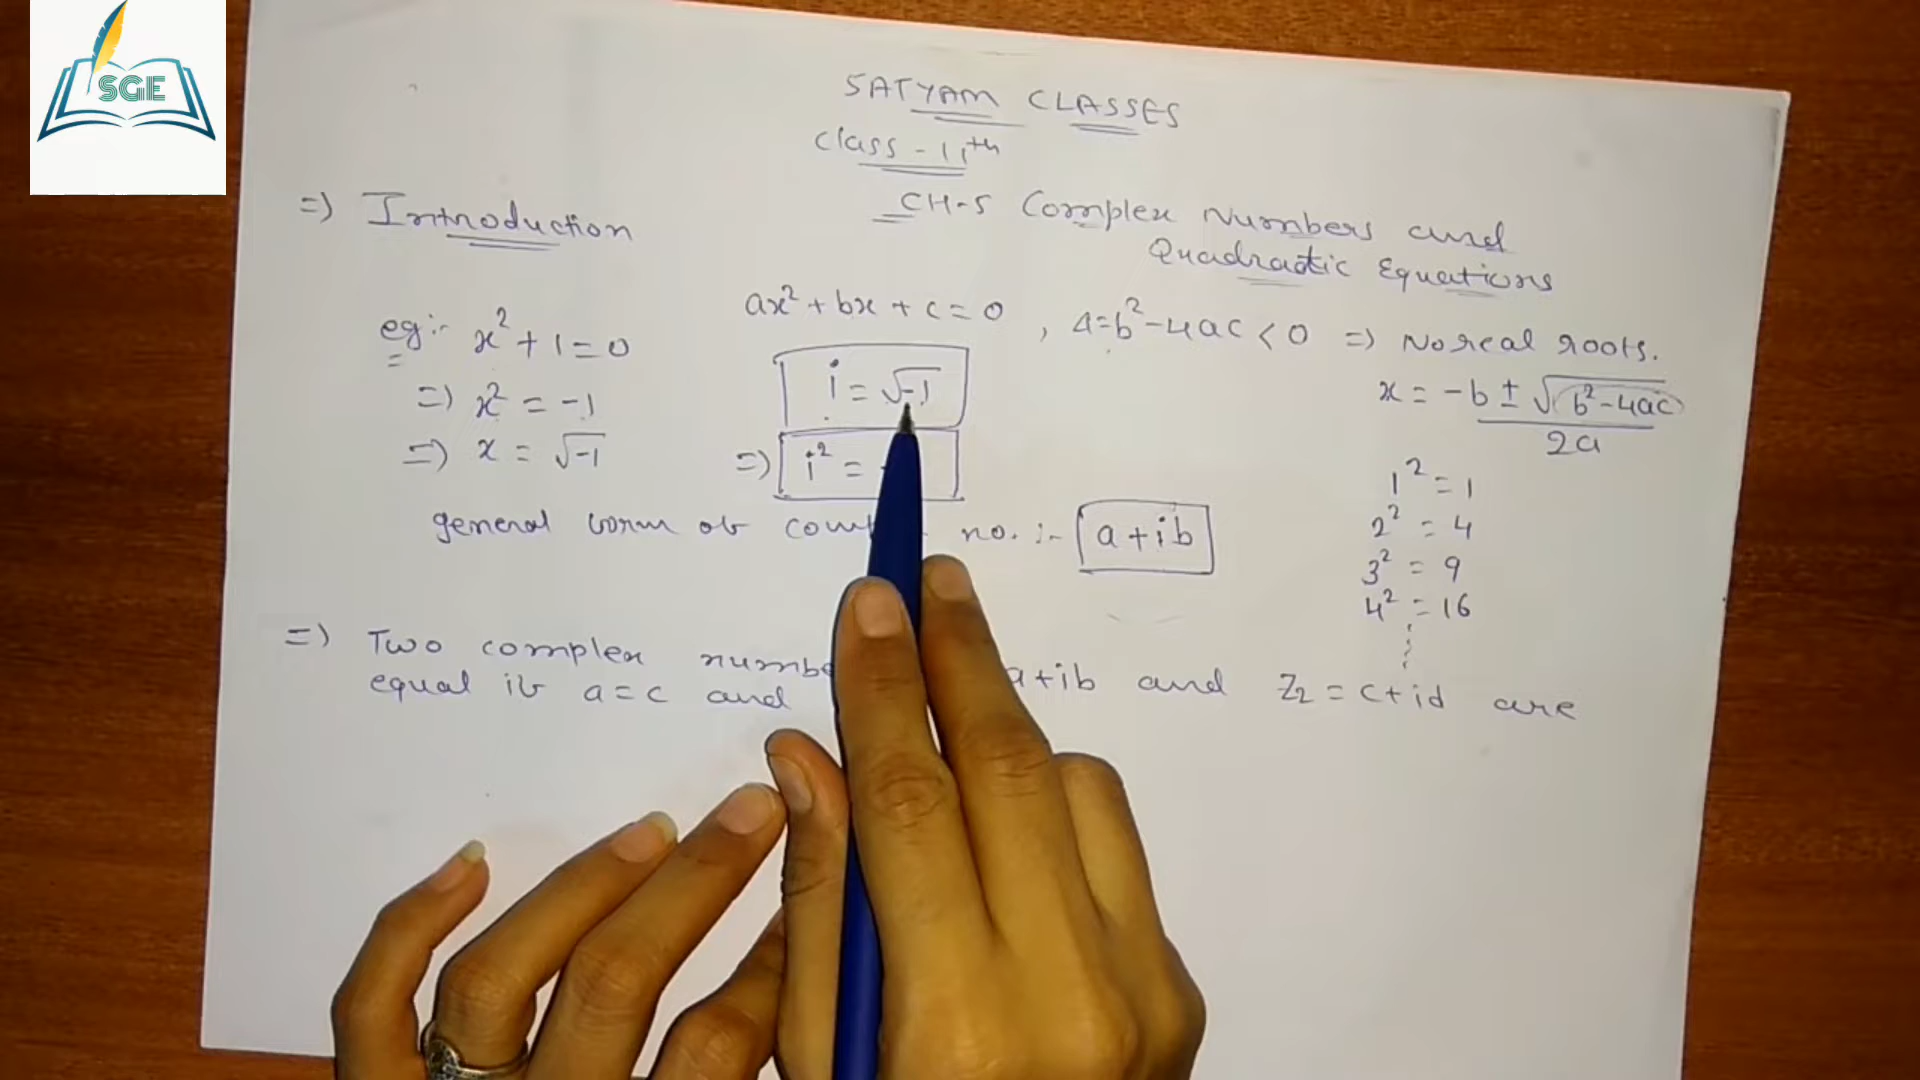 SGE
SATYAM CLASSES
Class - 11th
CH-5 Complex Numbers and
Quadratic Equations
=) Introduction
eg:- x² + 1 = 0
=) x² = -1
=) x = √-1
ax² + bx + c = 0 , Δ = b² - 4ac < 0 =) No real roots.
i = √-1
=) i² = -
x = -b ± √b² - 4ac
2a
general form of comp no. :- a + ib
1² = 1
2² = 4
3² = 9
4² = 16
=) Two complex numbe a + ib and Z₂ = c + id are
equal if a = c and